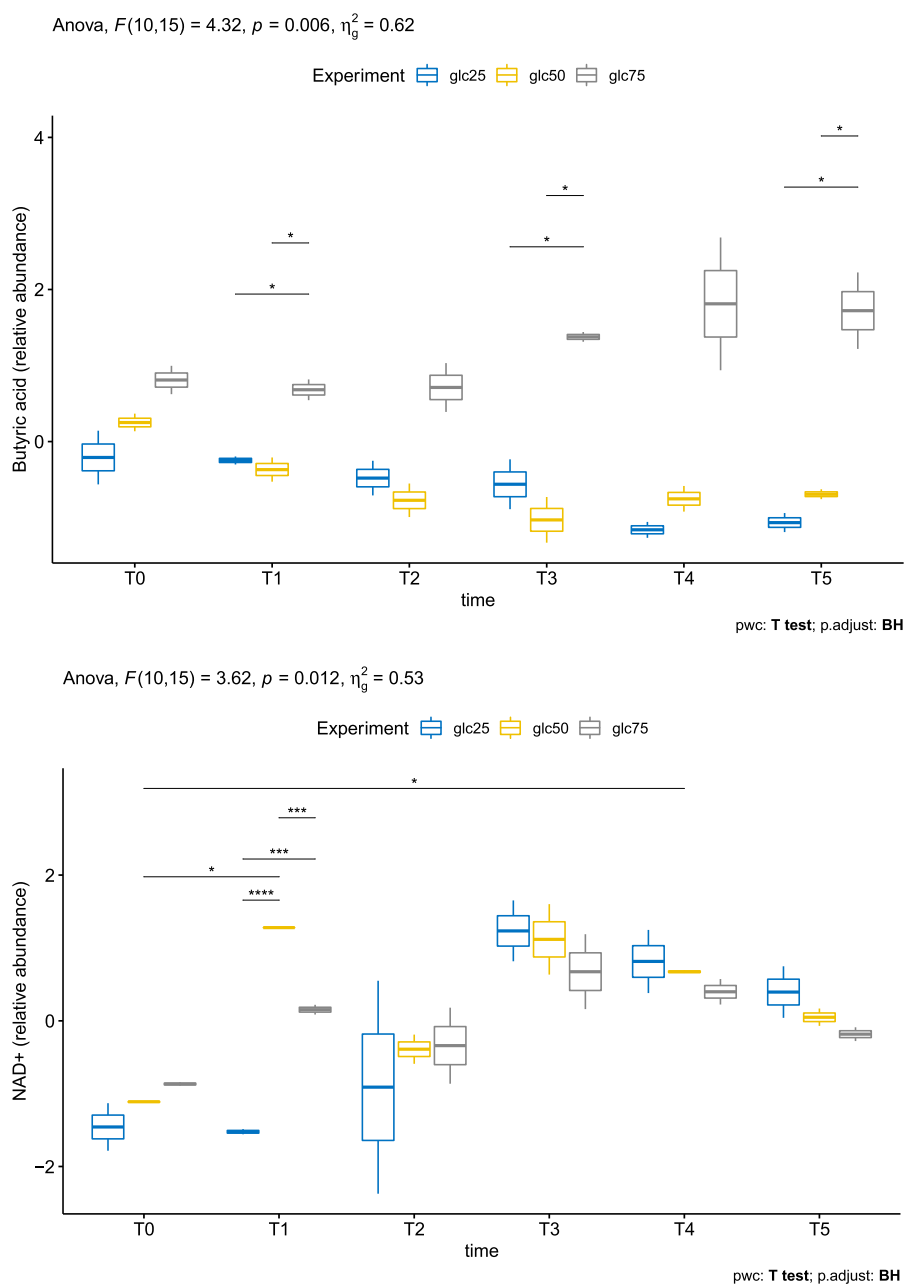 Anova, F(10,15) = 4.32, p = 0.006, η²g = 0.62
Experiment glc25 glc50 glc75
Butyric acid (relative abundance)
4
2
0
* *
* *
* *
T0 T1 T2 T3 T4 T5
time
pwc: T test; p.adjust: BH
Anova, F(10,15) = 3.62, p = 0.012, η²g = 0.53
Experiment glc25 glc50 glc75
NAD+ (relative abundance)
2
0
−2
*
***
***
*
****
T0 T1 T2 T3 T4 T5
time
pwc: T test; p.adjust: BH